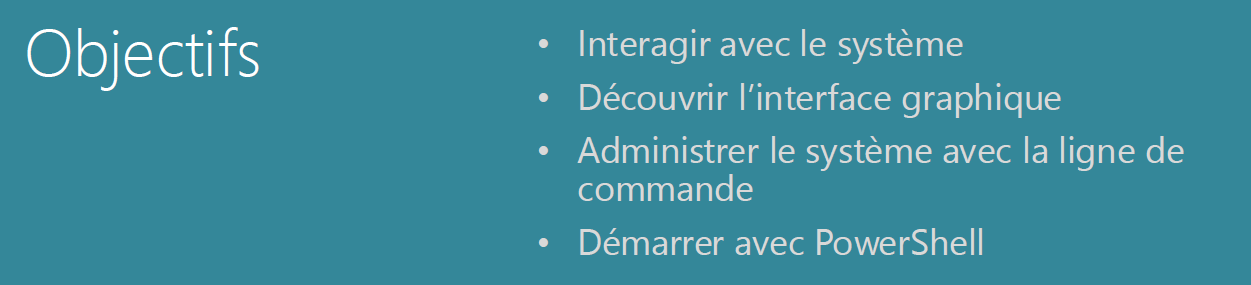 Objectifs
• Interagir avec le système
• Découvrir l’interface graphique
• Administrer le système avec la ligne de
commande
• Démarrer avec PowerShell